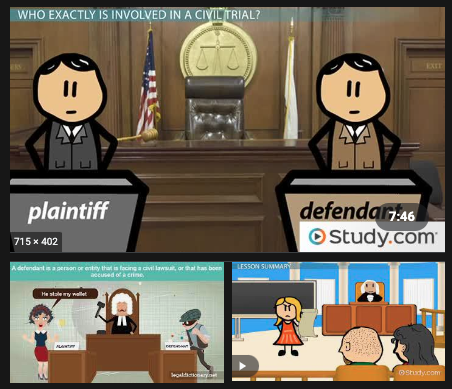 WHO EXACTLY IS INVOLVED IN A CIVIL TRIAL?
EXIT
plaintiff
defendant
7:46
715 × 402
Study.com
A defendant is a person or entity that is facing a civil lawsuit, or that has been
accused of a crime.
He stole my wallet
PLAINTIFF
DEFENDANT
legaldictionary.net
LESSON SUMMARY
Study.com